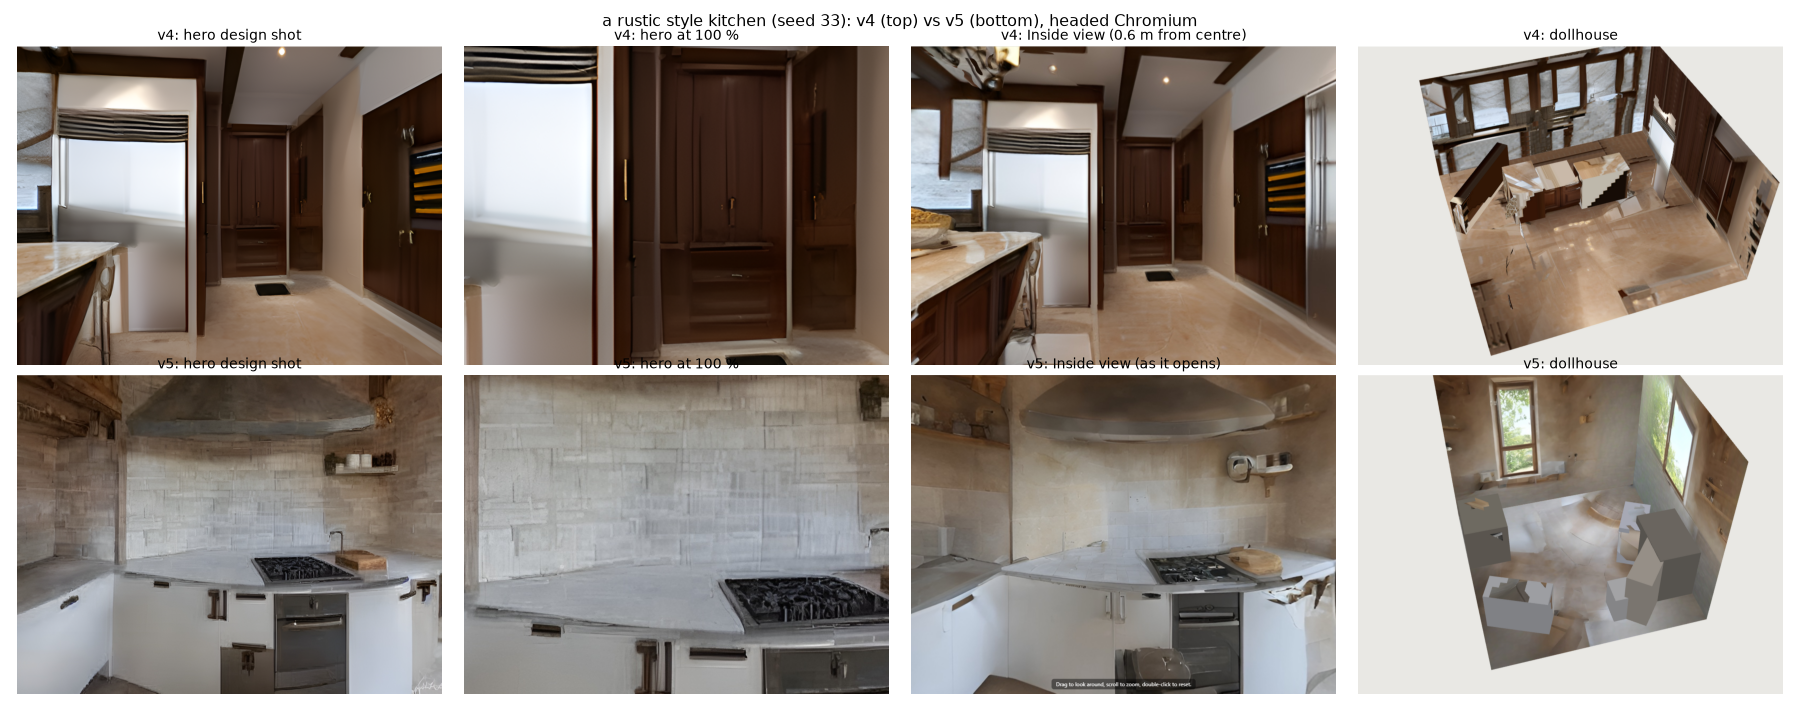 a rustic style kitchen (seed 33): v4 (top) vs v5 (bottom), headed Chromium
v4: hero design shot
v4: hero at 100 %
v4: Inside view (0.6 m from centre)
v4: dollhouse
v5: hero design shot
v5: hero at 100 %
v5: Inside view (as it opens)
v5: dollhouse
Drag to look around, scroll to zoom, double-click to reset.